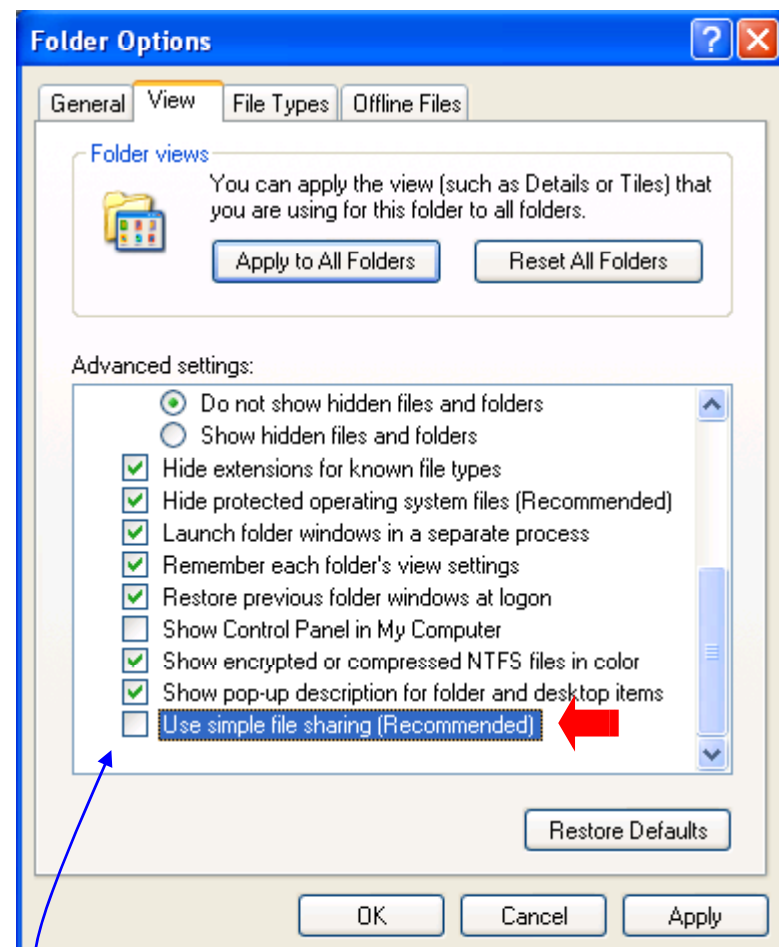 Folder Options
General View File Types Offline Files
Folder views
You can apply the view (such as Details or Tiles) that
you are using for this folder to all folders.
Apply to All Folders Reset All Folders
Advanced settings:
Do not show hidden files and folders
Show hidden files and folders
Hide extensions for known file types
Hide protected operating system files (Recommended)
Launch folder windows in a separate process
Remember each folder's view settings
Restore previous folder windows at logon
Show Control Panel in My Computer
Show encrypted or compressed NTFS files in color
Show pop-up description for folder and desktop items
Use simple file sharing (Recommended)
Restore Defaults
OK Cancel Apply